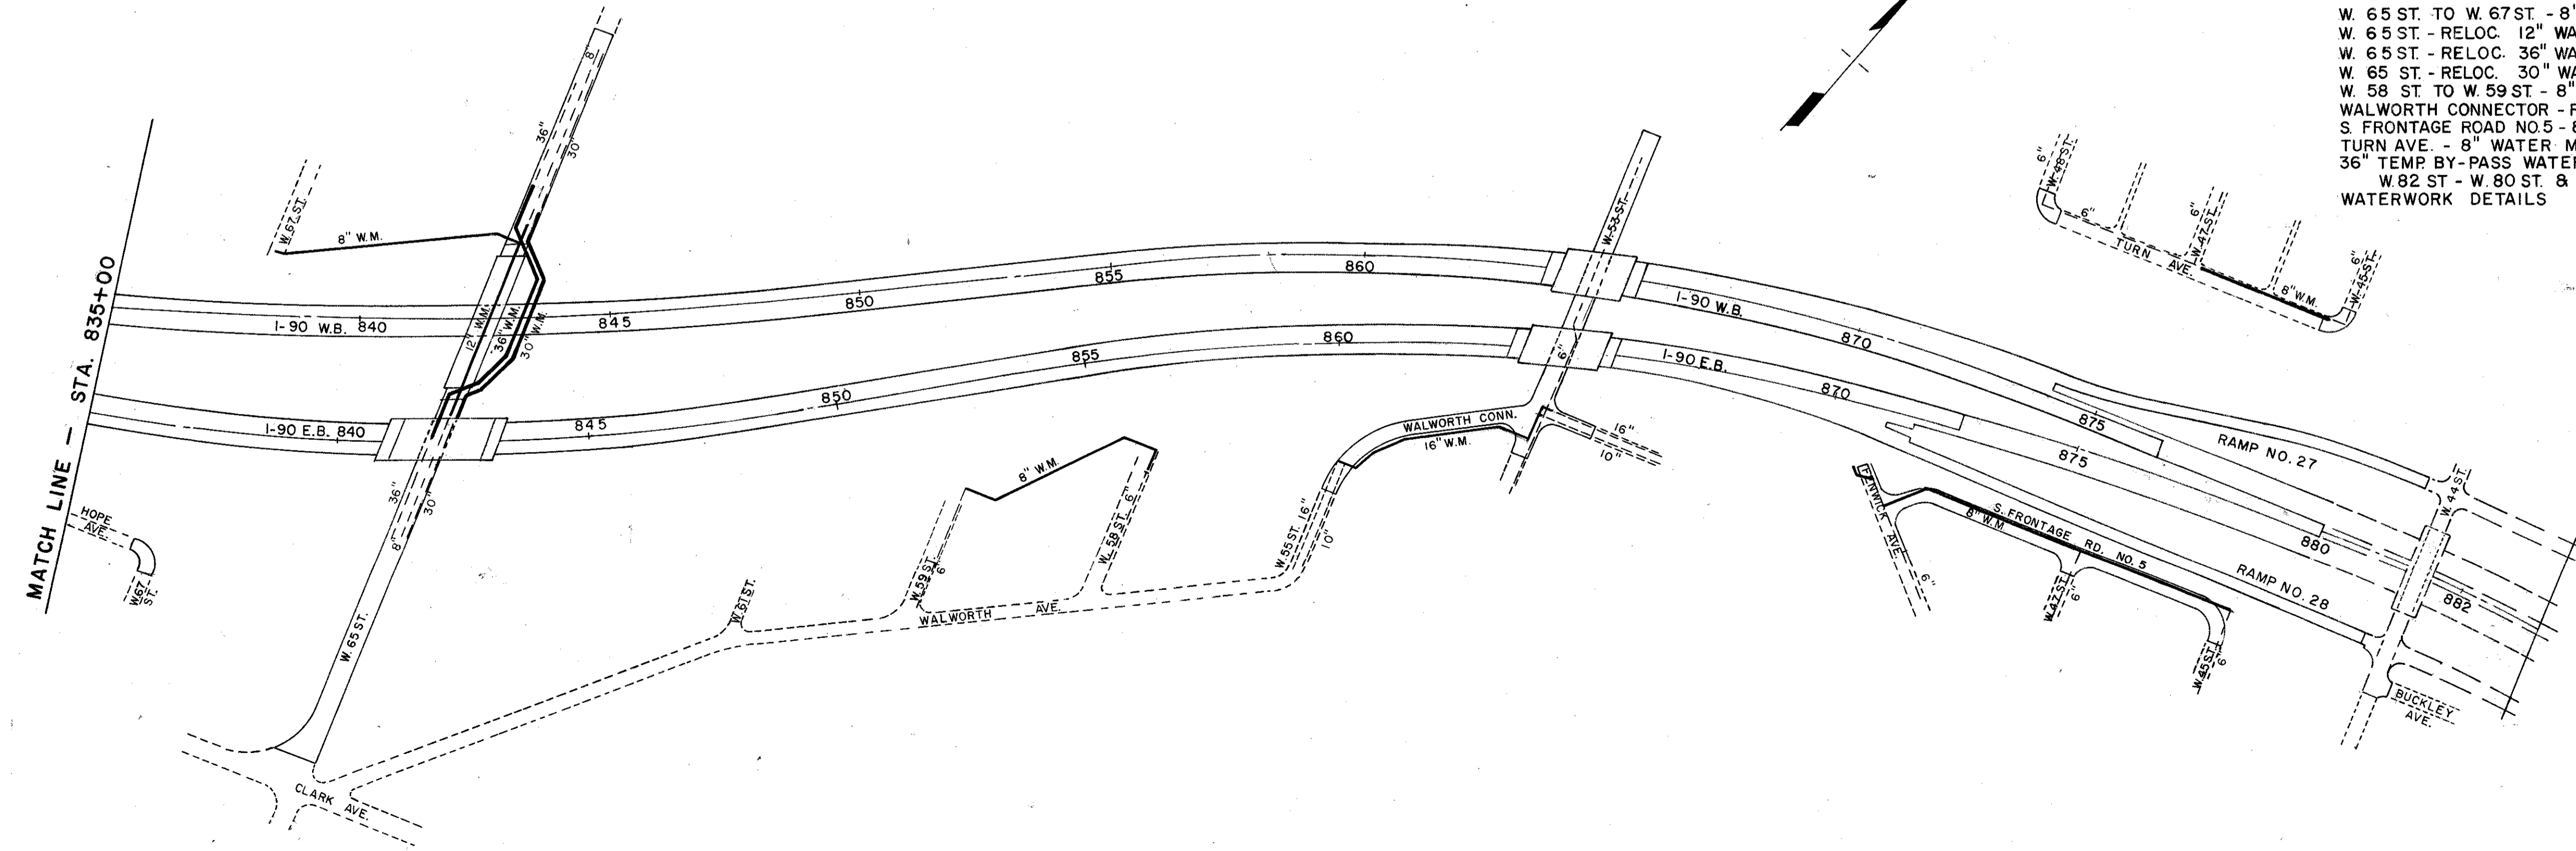 W. 65 ST. TO W. 67 ST. - 8"
W. 65 ST. - RELOC. 12" WA
W. 65 ST. - RELOC. 36" WA
W. 65 ST. - RELOC. 30" WA
W. 58 ST. TO W. 59 ST. - 8"
WALWORTH CONNECTOR - R
S. FRONTAGE ROAD NO. 5 - 8
TURN AVE. - 8" WATER M
36" TEMP. BY-PASS WATER
W. 82 ST - W. 80 ST. &
WATERWORK DETAILS
MATCH LINE - STA. 835+00
W. 67 ST.
8" W.M.
8"
36"
30"
12" W.M.
36" W.M.
30" W.M.
I-90 W.B. 840
845
850
855
860
I-90 W.B.
870
875
I-90 E.B. 840
845
850
855
860
I-90 E.B.
870
875
880
882
W. 53 ST.
6"
36"
30"
8"
W. 65 ST.
HOPE
AVE.
W. 67
ST.
CLARK AVE.
W. 61 ST.
W. 59 ST.
6"
8" W.M.
W. 58 ST. 6"
WALWORTH AVE.
W. 55 ST. 16"
10"
WALWORTH CONN.
16" W.M.
16"
10"
6"
W. 48 ST.
6"
TURN AVE.
6"
W. 47 ST.
8" W.M.
6"
W. 45 ST.
RAMP NO. 27
W. 44 ST.
FENWICK AVE.
6"
S. FRONTAGE RD. NO. 5
8" W.M.
W. 47 ST.
6"
W. 45 ST.
6"
RAMP NO. 28
BUCKLEY
AVE.